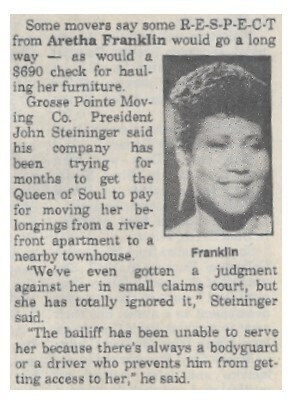 Some movers say some R-E-S-P-E-C-T
from Aretha Franklin would go a long
way — as would a
$690 check for haul-
ing her furniture.
Grosse Pointe Mov-
ing Co. President
John Steininger said
his company has
been trying for
months to get the
Queen of Soul to pay
for moving her be-
longings from a river-
front apartment to a
nearby townhouse.
Franklin
"We've even gotten a judgment
against her in small claims court, but
she has totally ignored it," Steininger
said.
"The bailiff has been unable to serve
her because there's always a bodyguard
or a driver who prevents him from get-
ting access to her," he said.